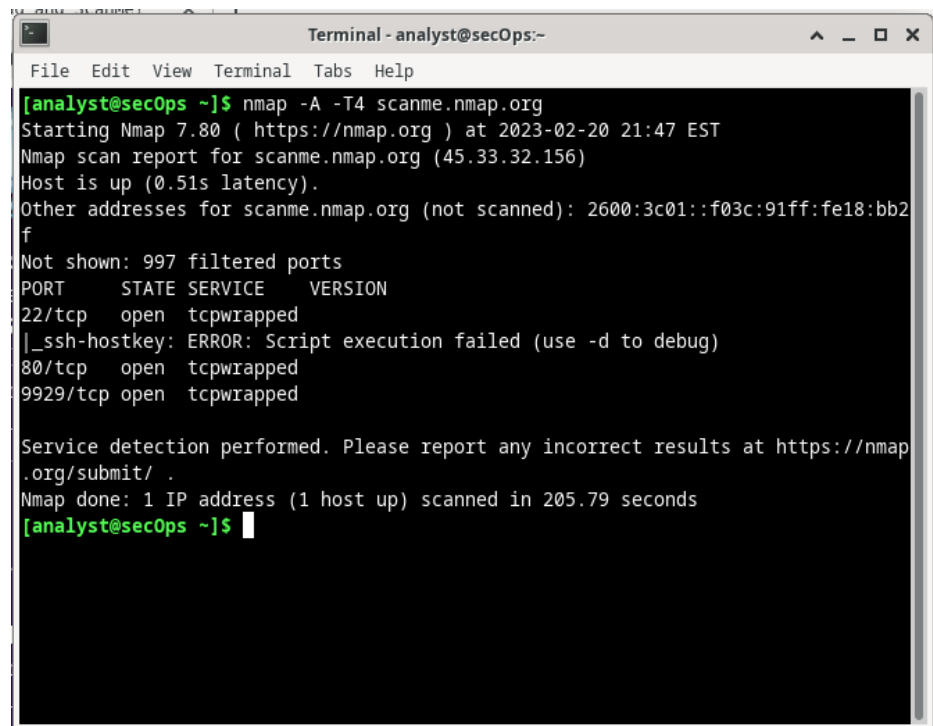 Terminal - analyst@secOps:~
File Edit View Terminal Tabs Help
[analyst@secOps ~]$ nmap -A -T4 scanme.nmap.org
Starting Nmap 7.80 ( https://nmap.org ) at 2023-02-20 21:47 EST
Nmap scan report for scanme.nmap.org (45.33.32.156)
Host is up (0.51s latency).
Other addresses for scanme.nmap.org (not scanned): 2600:3c01::f03c:91ff:fe18:bb2
f
Not shown: 997 filtered ports
PORT     STATE SERVICE    VERSION
22/tcp   open  tcpwrapped
|_ssh-hostkey: ERROR: Script execution failed (use -d to debug)
80/tcp   open  tcpwrapped
9929/tcp open  tcpwrapped
Service detection performed. Please report any incorrect results at https://nmap
.org/submit/ .
Nmap done: 1 IP address (1 host up) scanned in 205.79 seconds
[analyst@secOps ~]$